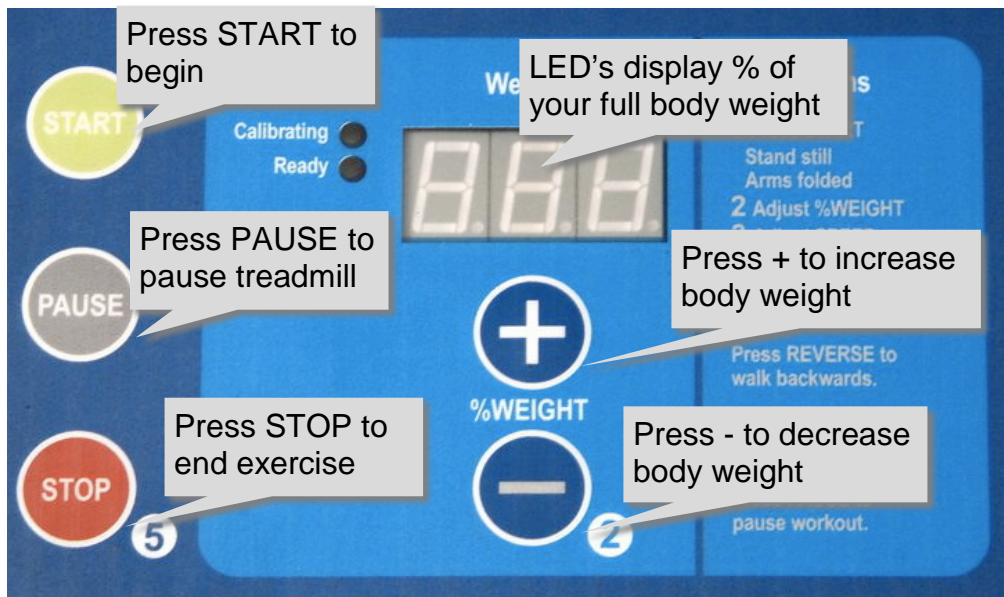 Press START to
begin
START
LED's display % of
your full body weight
Calibrating
Ready
Stand still
Arms folded
2 Adjust %WEIGHT
Press PAUSE to
pause treadmill
PAUSE
Press + to increase
body weight
+
Press REVERSE to
walk backwards.
%WEIGHT
Press STOP to
end exercise
STOP
5
Press - to decrease
body weight
-
2
pause workout.